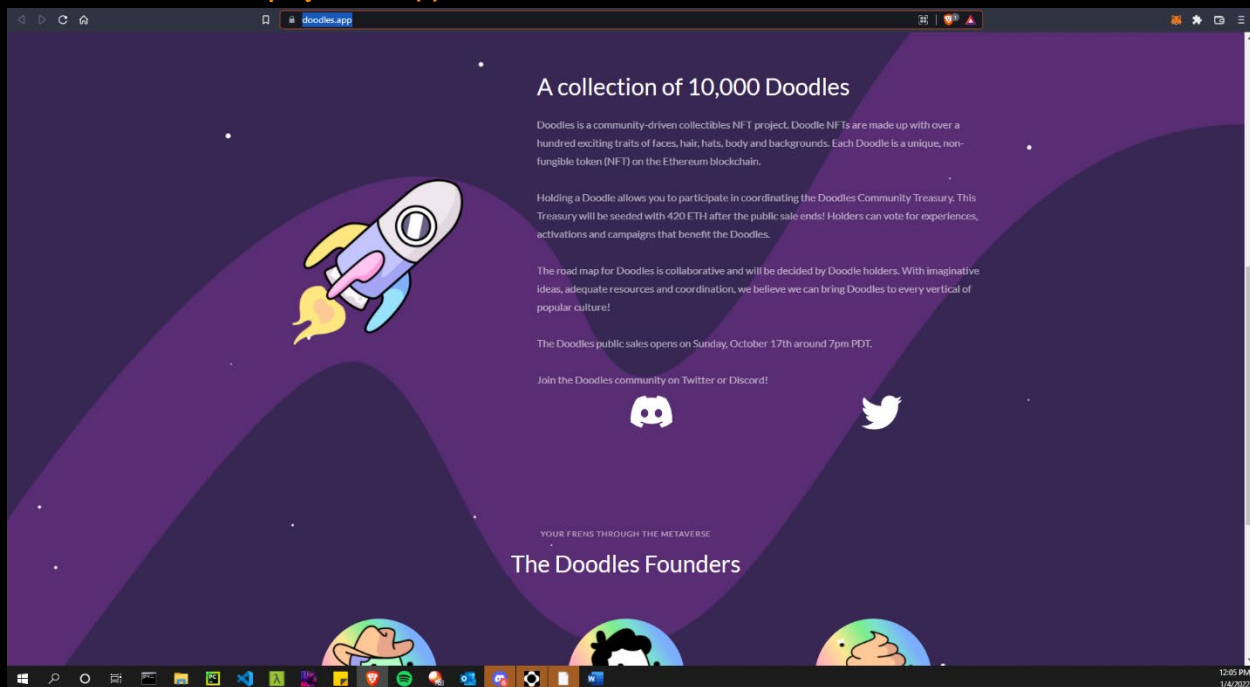 doodles.app
A collection of 10,000 Doodles
Doodles is a community-driven collectibles NFT project. Doodle NFTs are made up with over a
hundred exciting traits of faces, hair, hats, body and backgrounds. Each Doodle is a unique, non-
fungible token (NFT) on the Ethereum blockchain.
Holding a Doodle allows you to participate in coordinating the Doodles Community Treasury. This
Treasury will be seeded with 420 ETH after the public sale ends! Holders can vote for experiences,
activations and campaigns that benefit the Doodles.
The road map for Doodles is collaborative and will be decided by Doodle holders. With imaginative
ideas, adequate resources and coordination, we believe we can bring Doodles to every vertical of
popular culture!
The Doodles public sales opens on Sunday, October 17th around 7pm PDT.
Join the Doodles community on Twitter or Discord!
YOUR FRENS THROUGH THE METAVERSE
The Doodles Founders
12:05 PM
1/4/2022